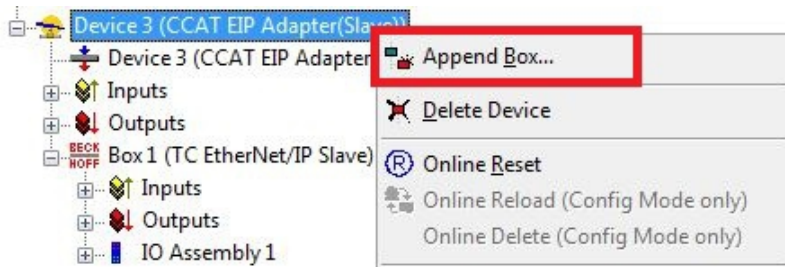 Device 3 (CCAT EIP Adapter(Slave))
Device 3 (CCAT EIP Adapter
Inputs
Outputs
BECK
HOFF
Box 1 (TC EtherNet/IP Slave)
Inputs
Outputs
IO Assembly 1
Append Box...
Delete Device
R Online Reset
Online Reload (Config Mode only)
Online Delete (Config Mode only)